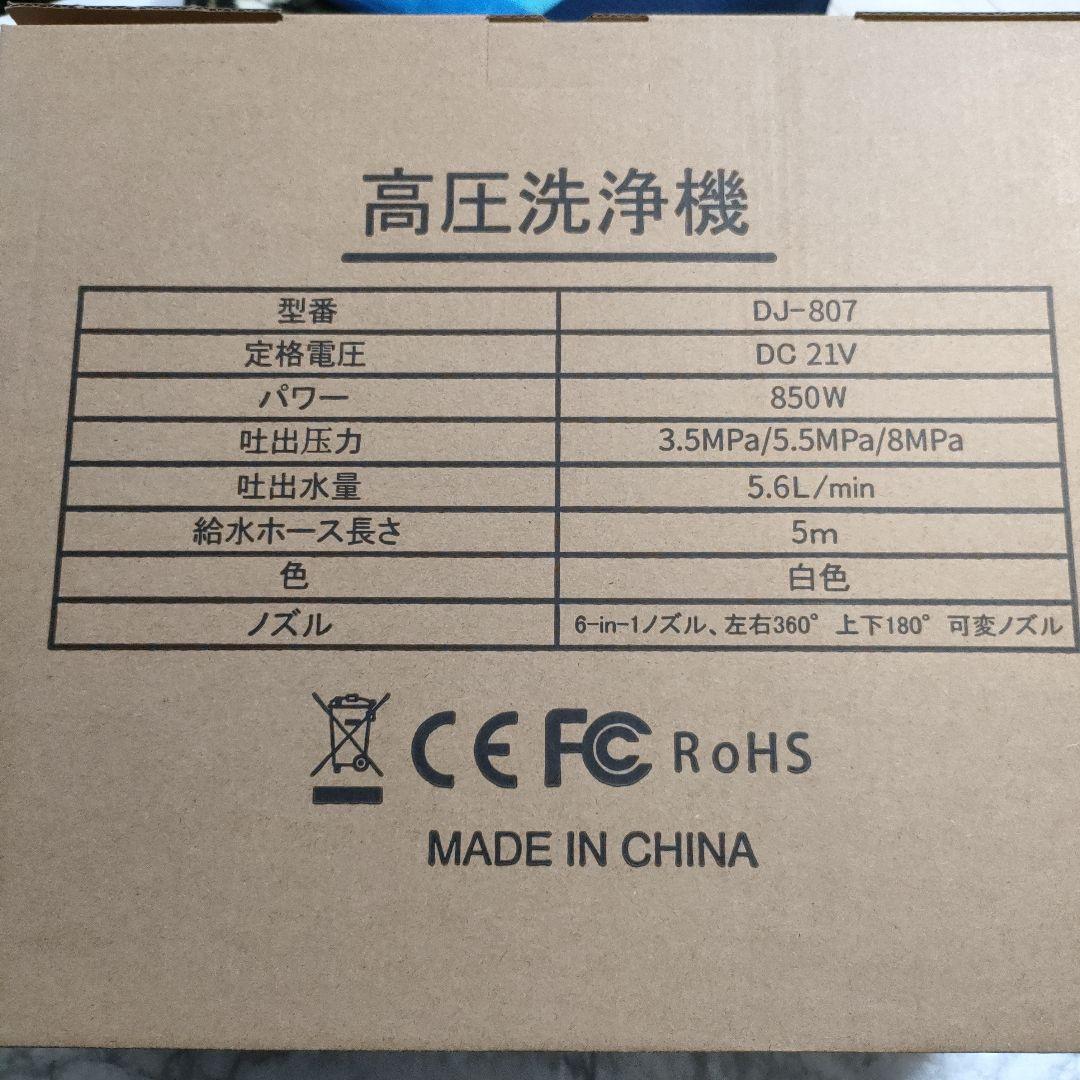 高圧洗浄機
型番 DJ-807
定格電圧 DC 21V
パワー 850W
吐出压力 3.5MPa/5.5MPa/8MPa
吐出水量 5.6L/min
給水ホース長さ 5m
色 白色
ノズル 6-in-1ノズル、左右360° 上下180° 可変ノズル
CE FC RoHS
MADE IN CHINA